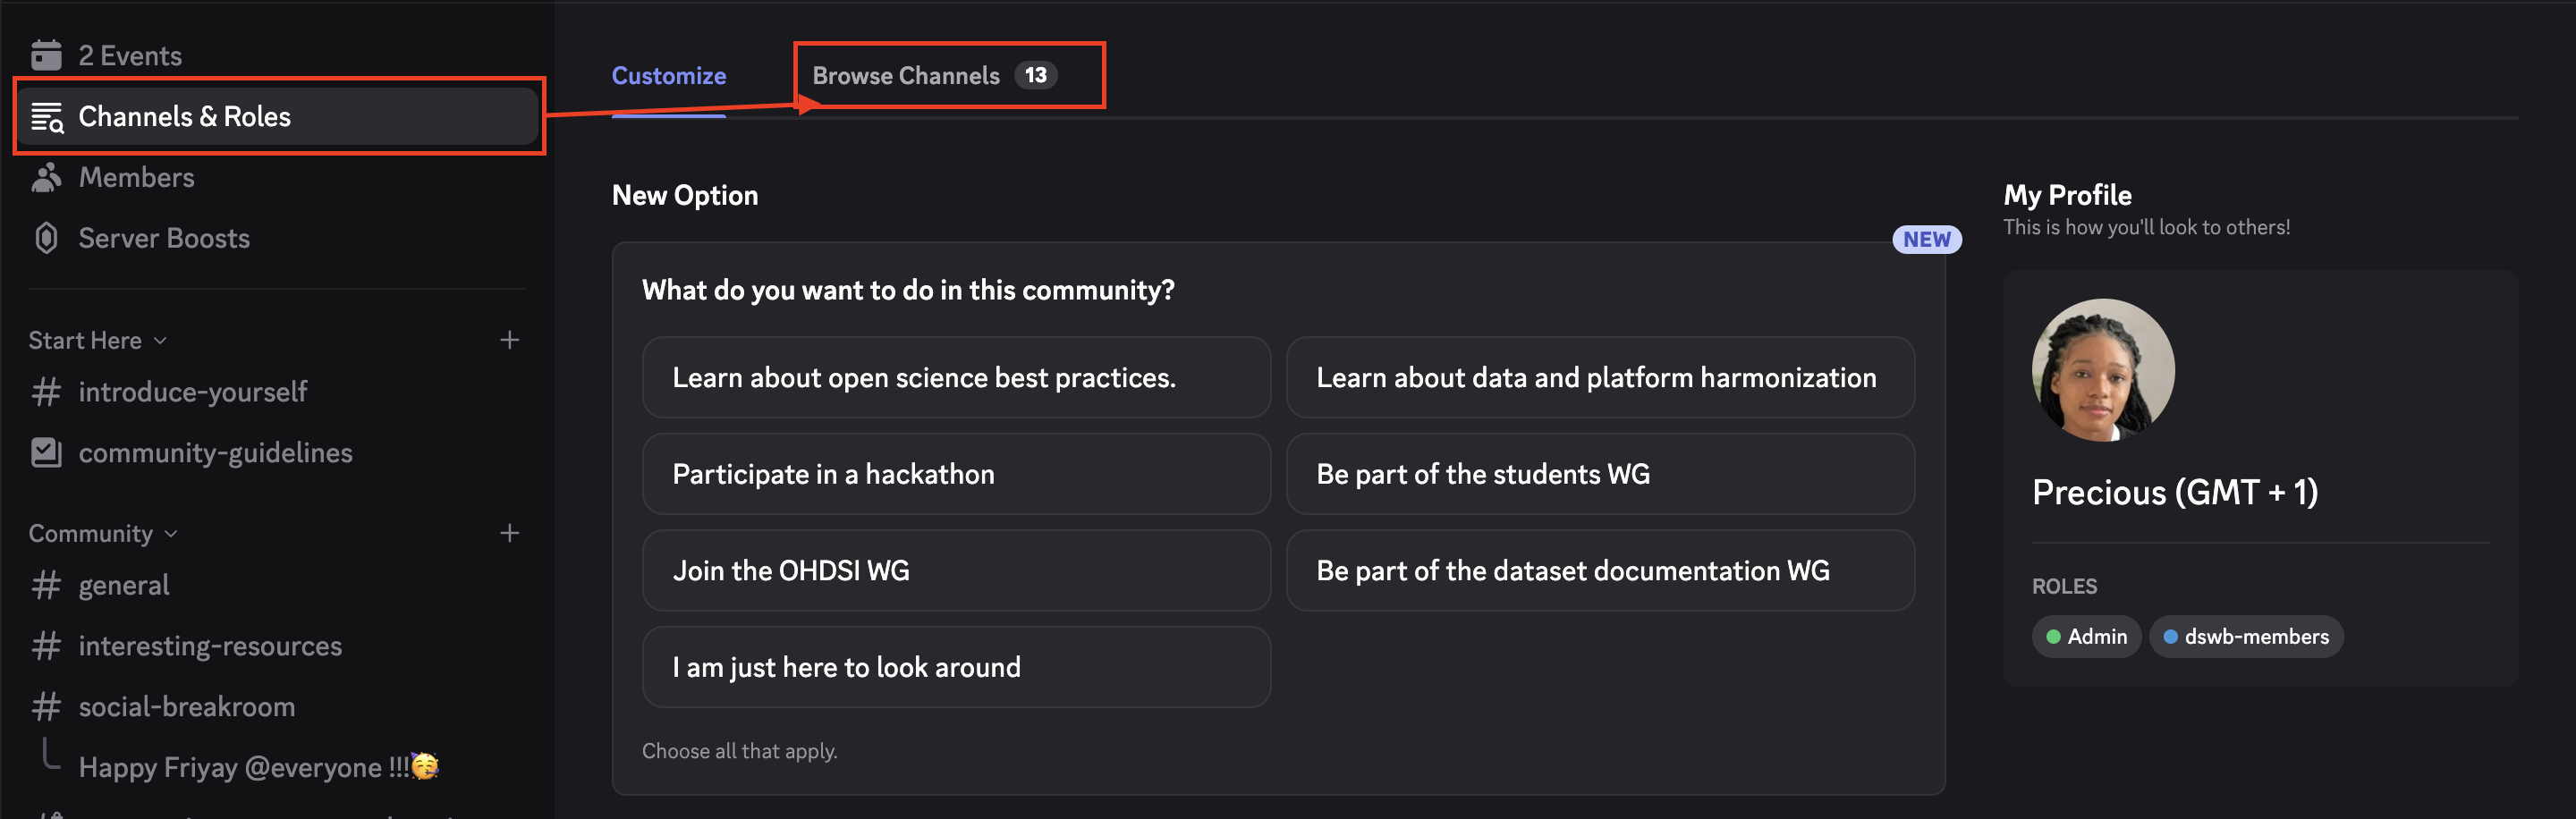 2 Events
Channels & Roles
Members
Server Boosts
Start Here
introduce-yourself
community-guidelines
Community
general
interesting-resources
social-breakroom
Happy Friyay @everyone !!!🥳
Customize
Browse Channels 13
New Option
NEW
What do you want to do in this community?
Learn about open science best practices.
Learn about data and platform harmonization
Participate in a hackathon
Be part of the students WG
Join the OHDSI WG
Be part of the dataset documentation WG
I am just here to look around
Choose all that apply.
My Profile
This is how you'll look to others!
Precious (GMT + 1)
ROLES
Admin
dswb-members